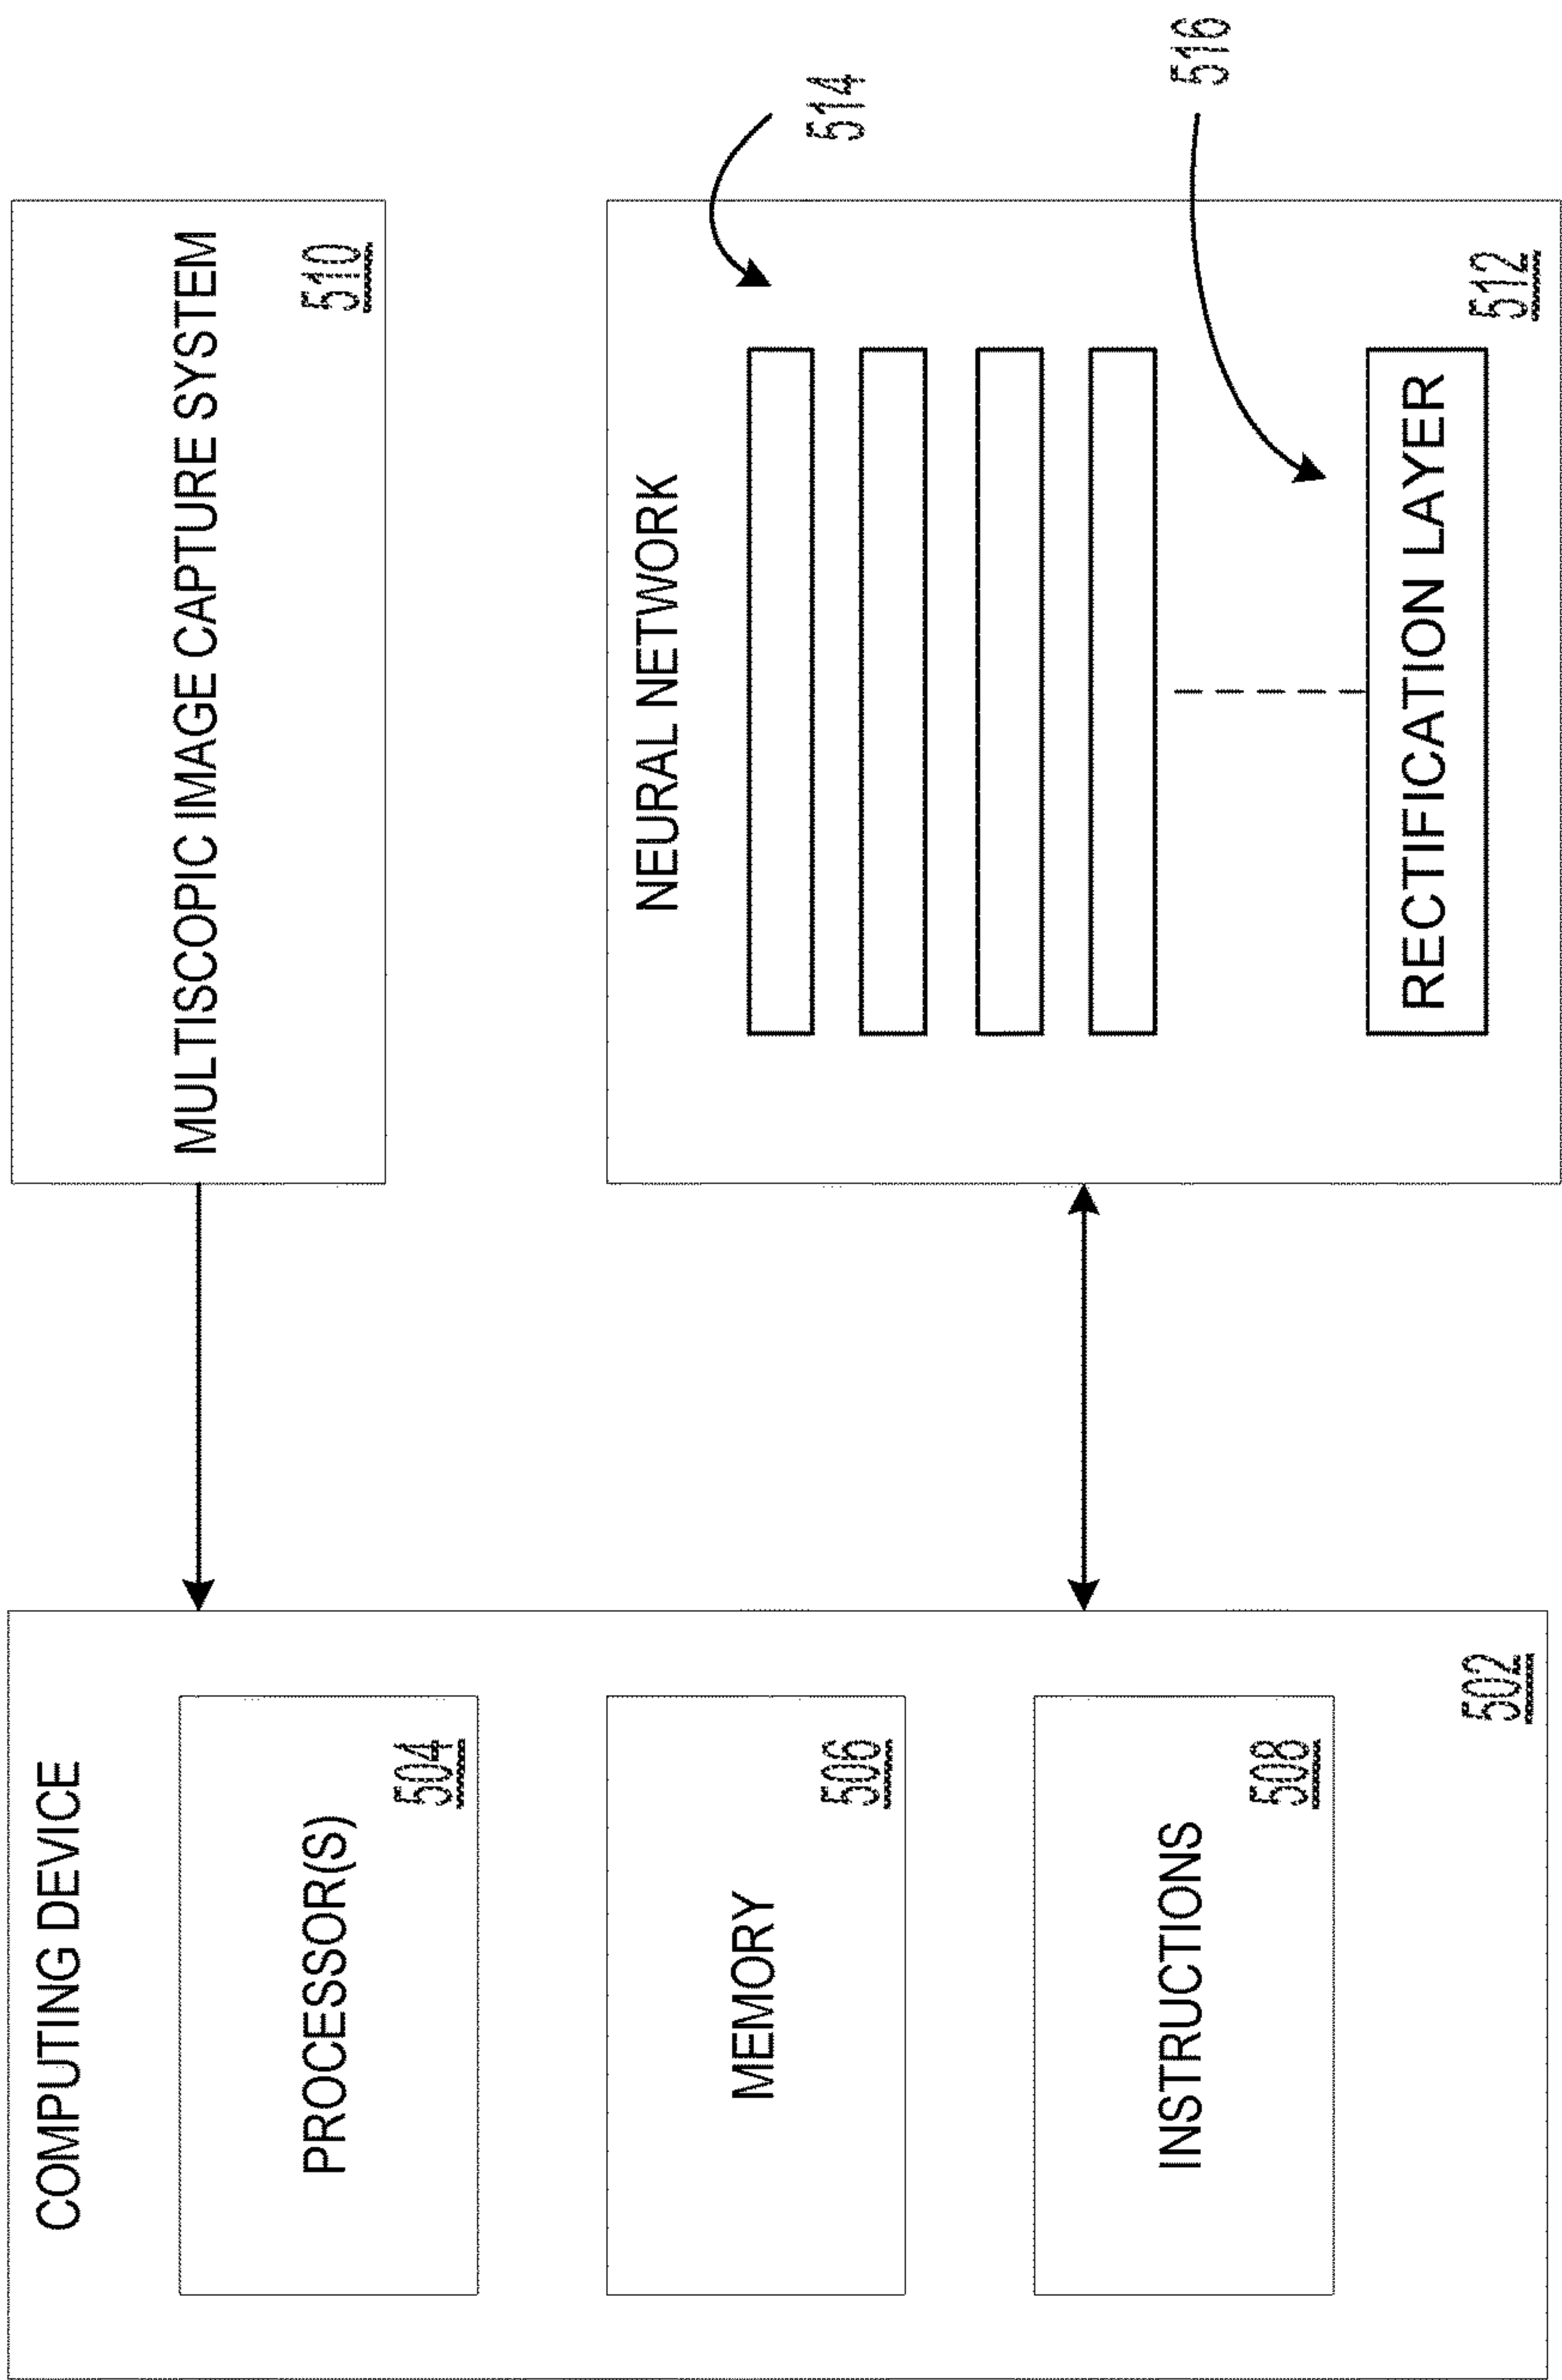 COMPUTING DEVICE
PROCESSOR(S)
504
MEMORY
506
INSTRUCTIONS
508
502
MULTISCOPIC IMAGE CAPTURE SYSTEM
510
NEURAL NETWORK
514
516
RECTIFICATION LAYER
512